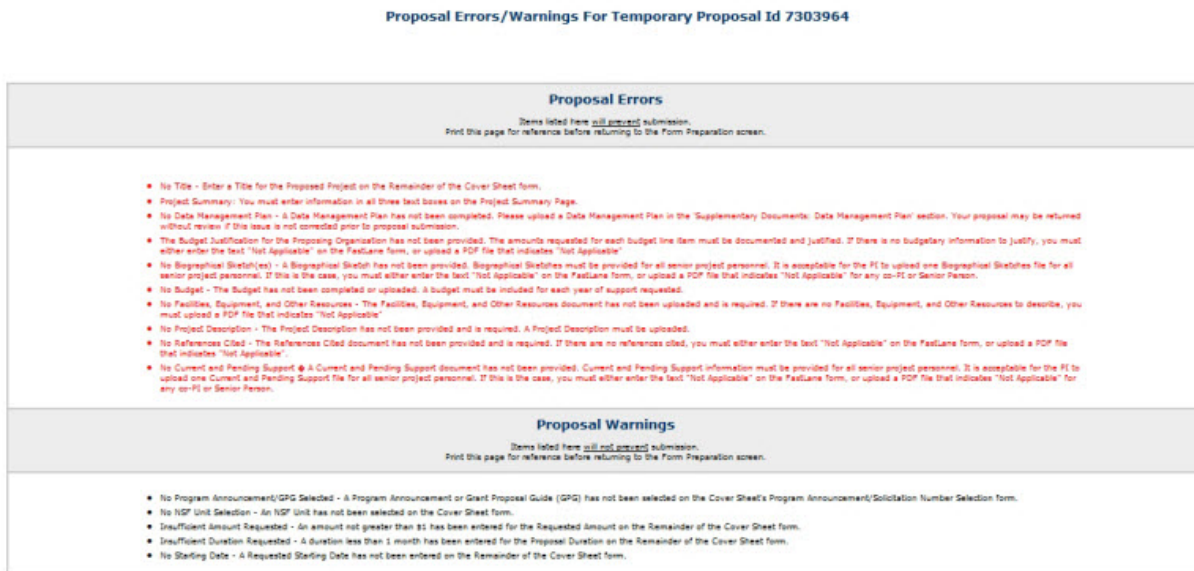 Proposal Errors/Warnings For Temporary Proposal Id 7303964
Proposal Errors
Items listed here will prevent submission.
Print this page for reference before returning to the Form Preparation screen.
• No Title - Enter a Title for the Proposed Project on the Remainder of the Cover Sheet form.
• Project Summary: You must enter information in all three text boxes on the Project Summary Page.
• No Data Management Plan - A Data Management Plan has not been completed. Please upload a Data Management Plan in the 'Supplementary Documents: Data Management Plan' section. Your proposal may be returned
without review if this issue is not corrected prior to proposal submission.
• The Budget Justification for the Proposing Organization has not been provided. The amounts requested for each budget line item must be documented and justified. If there is no budgetary information to justify, you must
either enter the text "Not Applicable" on the FastLane form, or upload a PDF file that indicates "Not Applicable"
• No Biographical Sketch(es) - A Biographical Sketch has not been provided. Biographical Sketches must be provided for all senior project personnel. It is acceptable for the PI to upload one Biographical Sketches file for all
senior project personnel. If this is the case, you must either enter the text "Not Applicable" on the FastLane form, or upload a PDF file that indicates "Not Applicable" for any co-PI or Senior Person.
• No Budget - The Budget has not been completed or uploaded. A budget must be included for each year of support requested.
• No Facilities, Equipment, and Other Resources - The Facilities, Equipment, and Other Resources document has not been uploaded and is required. If there are no Facilities, Equipment, and Other Resources to describe, you
must upload a PDF file that indicates "Not Applicable"
• No Project Description - The Project Description has not been provided and is required. A Project Description must be uploaded.
• No References Cited - The References Cited document has not been provided and is required. If there are no references cited, you must either enter the text "Not Applicable" on the FastLane form, or upload a PDF file
that indicates "Not Applicable".
• No Current and Pending Support � A Current and Pending Support document has not been provided. Current and Pending Support information must be provided for all senior project personnel. It is acceptable for the PI to
upload one Current and Pending Support file for all senior project personnel. If this is the case, you must either enter the text "Not Applicable" on the FastLane form, or upload a PDF file that indicates "Not Applicable" for
any co-PI or Senior Person.
Proposal Warnings
Items listed here will not prevent submission.
Print this page for reference before returning to the Form Preparation screen.
• No Program Announcement/GPG Selected - A Program Announcement or Grant Proposal Guide (GPG) has not been selected on the Cover Sheet's Program Announcement/Solicitation Number Selection form.
• No NSF Unit Selection - An NSF Unit has not been selected on the Cover Sheet form.
• Insufficient Amount Requested - An amount not greater than $1 has been entered for the Requested Amount on the Remainder of the Cover Sheet form.
• Insufficient Duration Requested - A duration less than 1 month has been entered for the Proposal Duration on the Remainder of the Cover Sheet form.
• No Starting Date - A Requested Starting Date has not been entered on the Remainder of the Cover Sheet form.